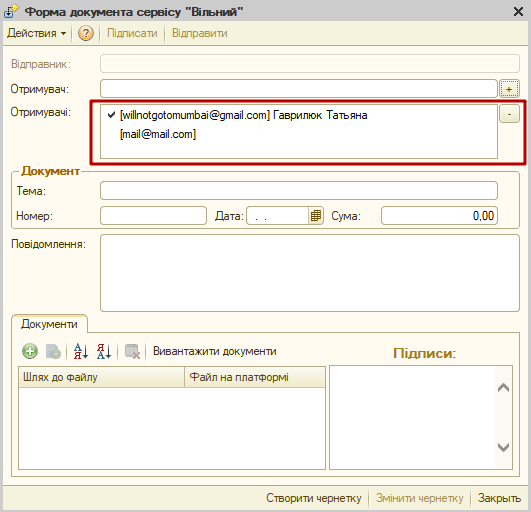 Форма документа сервісу "Вільний"
Действия ? Підписати Відправити
Відправник:
Отримувач: +
Отримувачі: [willnotgotomumbai@gmail.com] Гаврилюк Татьяна -
[mail@mail.com]
Документ
Тема:
Номер: Дата: . . Сума: 0,00
Повідомлення:
Документи
Вивантажити документи Підписи:
Шлях до файлу Файл на платформі
Створити чернетку Змінити чернетку Закрыть